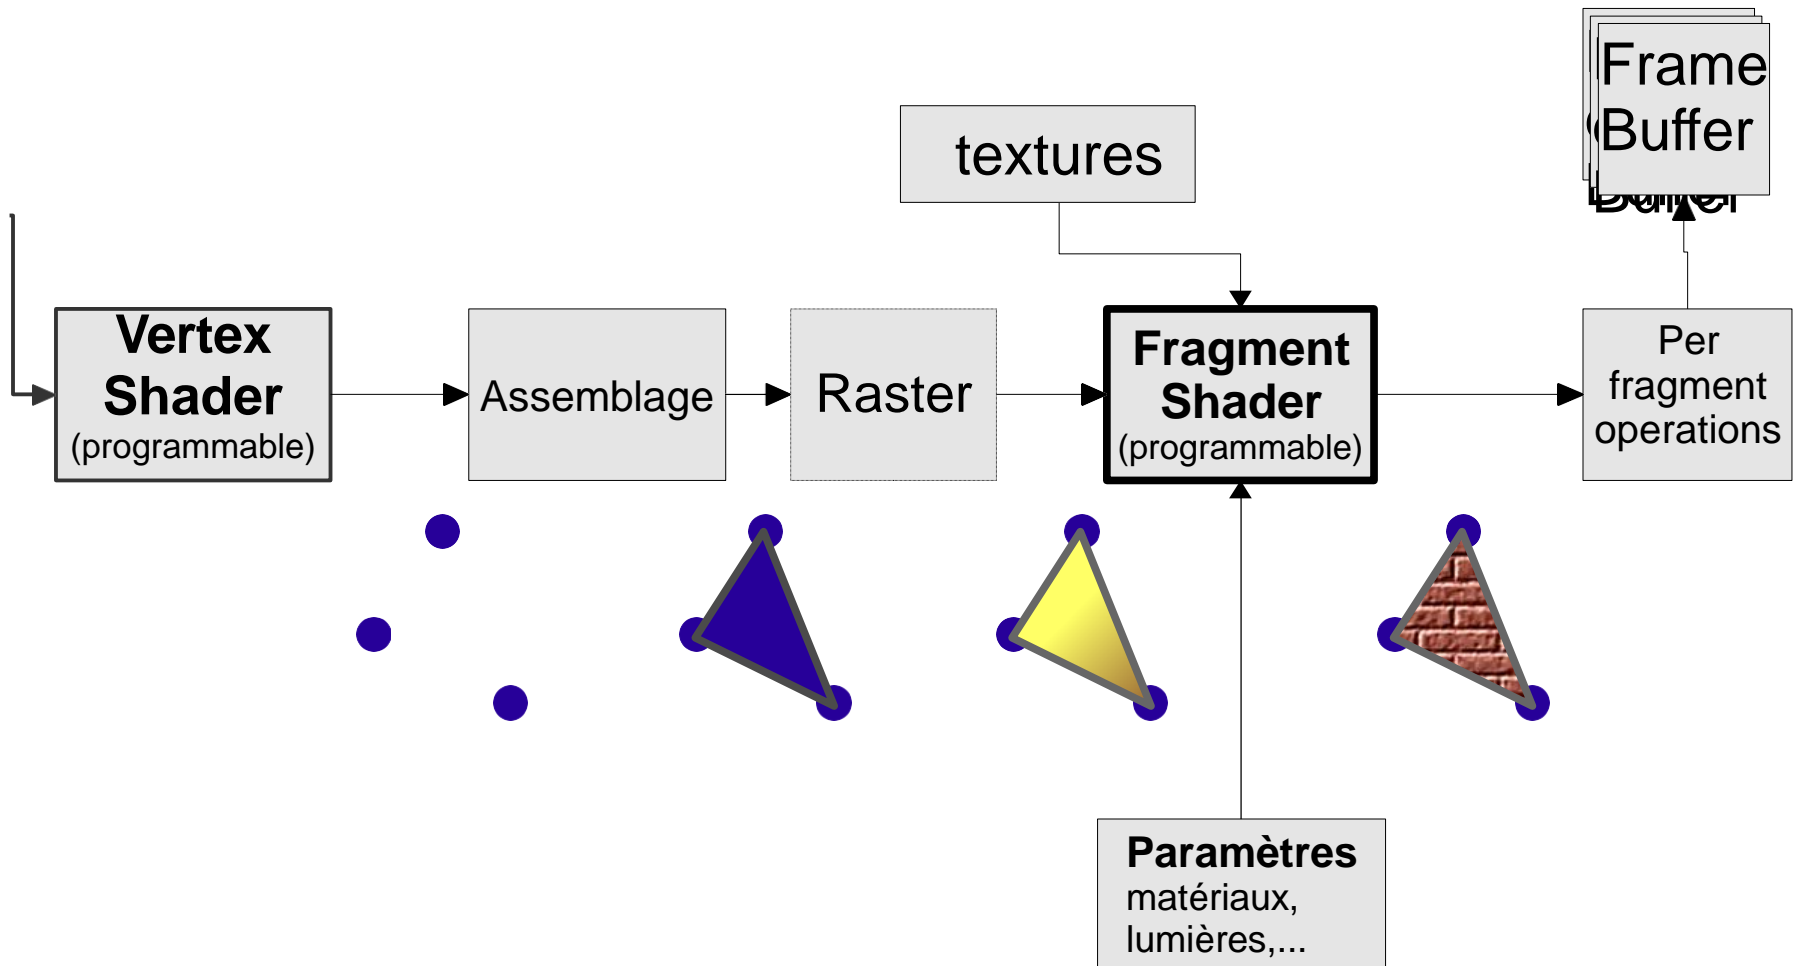 Frame
Buffer
textures
Vertex
Shader
(programmable)
Assemblage
Raster
Fragment
Shader
(programmable)
Per
fragment
operations
Paramètres
matériaux,
lumières,...